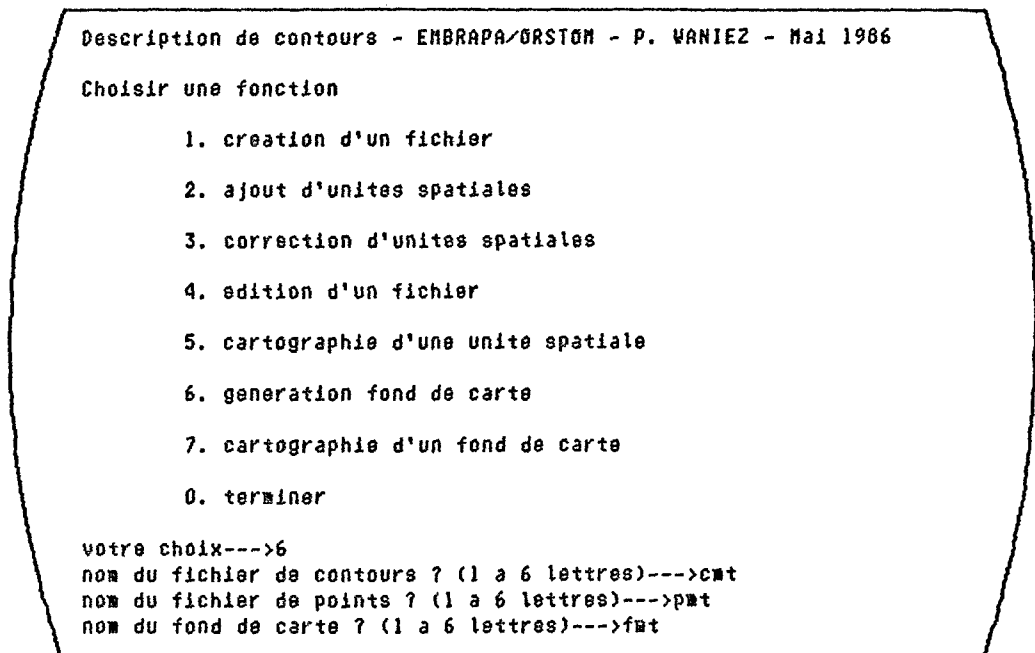 Description de contours - EMBRAPA/ORSTOM - P. WANIEZ - Mai 1986
Choisir une fonction
1. creation d'un fichier
2. ajout d'unites spatiales
3. correction d'unites spatiales
4. edition d'un fichier
5. cartographie d'une unite spatiale
6. generation fond de carte
7. cartographie d'un fond de carte
0. terminer
votre choix--->6
nom du fichier de contours ? (1 a 6 lettres)--->cmt
nom du fichier de points ? (1 a 6 lettres)--->pmt
nom du fond de carte ? (1 a 6 lettres)--->fmt